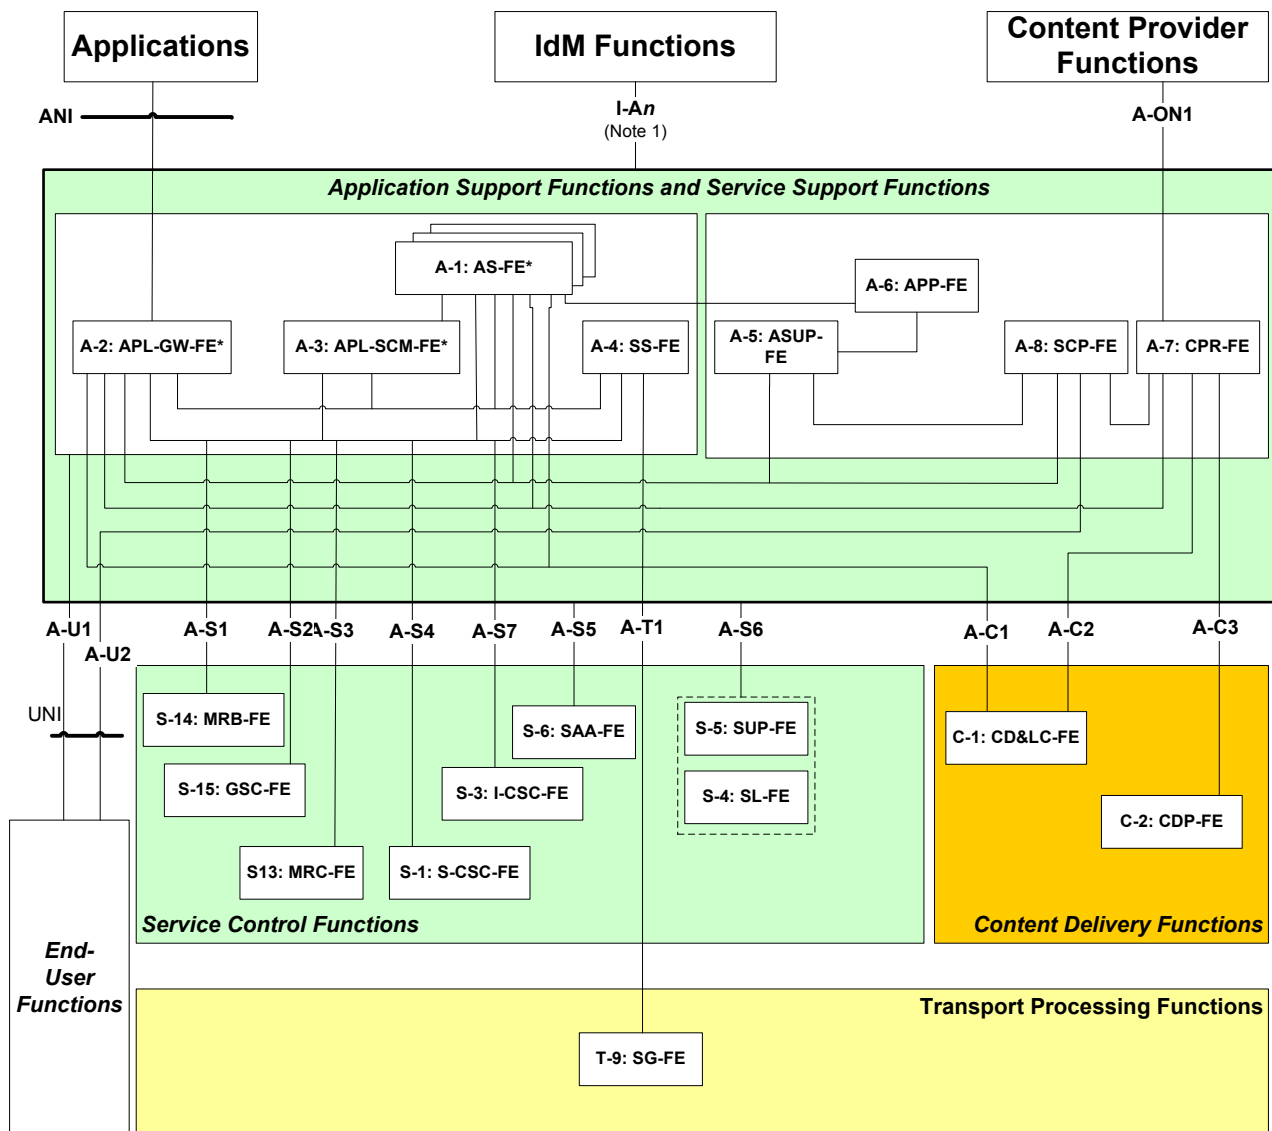 Applications
IdM Functions
Content Provider
Functions
ANI
I-An
(Note 1)
A-ON1
Application Support Functions and Service Support Functions
A-1: AS-FE*
A-6: APP-FE
A-2: APL-GW-FE*
A-3: APL-SCM-FE*
A-4: SS-FE
A-5: ASUP-
FE
A-8: SCP-FE
A-7: CPR-FE
A-U1
A-U2
A-S1
A-S2
A-S3
A-S4
A-S7
A-S5
A-T1
A-S6
A-C1
A-C2
A-C3
UNI
S-14: MRB-FE
S-6: SAA-FE
S-5: SUP-FE
C-1: CD&LC-FE
S-15: GSC-FE
S-3: I-CSC-FE
S-4: SL-FE
C-2: CDP-FE
S13: MRC-FE
S-1: S-CSC-FE
Service Control Functions
Content Delivery Functions
End-
User
Functions
Transport Processing Functions
T-9: SG-FE